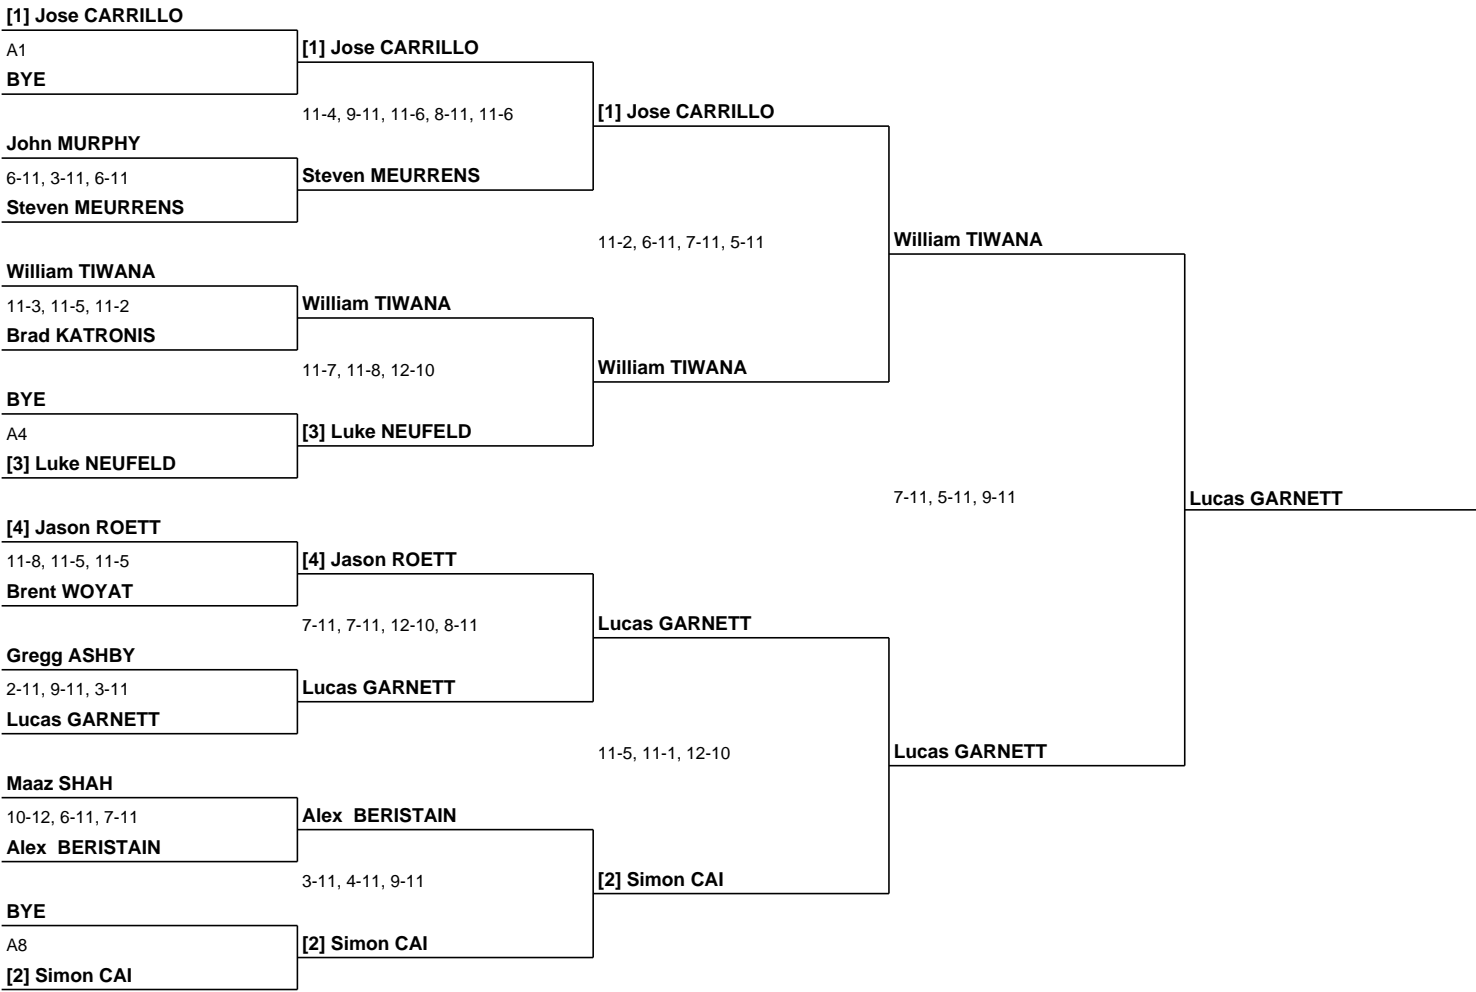 [1] Jose CARRILLO
A1
[1] Jose CARRILLO
BYE
11-4, 9-11, 11-6, 8-11, 11-6
[1] Jose CARRILLO
John MURPHY
6-11, 3-11, 6-11
Steven MEURRENS
Steven MEURRENS
11-2, 6-11, 7-11, 5-11
William TIWANA
William TIWANA
11-3, 11-5, 11-2
William TIWANA
Brad KATRONIS
11-7, 11-8, 12-10
William TIWANA
BYE
A4
[3] Luke NEUFELD
[3] Luke NEUFELD
7-11, 5-11, 9-11
Lucas GARNETT
[4] Jason ROETT
11-8, 11-5, 11-5
[4] Jason ROETT
Brent WOYAT
7-11, 7-11, 12-10, 8-11
Lucas GARNETT
Gregg ASHBY
2-11, 9-11, 3-11
Lucas GARNETT
Lucas GARNETT
11-5, 11-1, 12-10
Lucas GARNETT
Maaz SHAH
10-12, 6-11, 7-11
Alex  BERISTAIN
Alex  BERISTAIN
3-11, 4-11, 9-11
[2] Simon CAI
BYE
A8
[2] Simon CAI
[2] Simon CAI